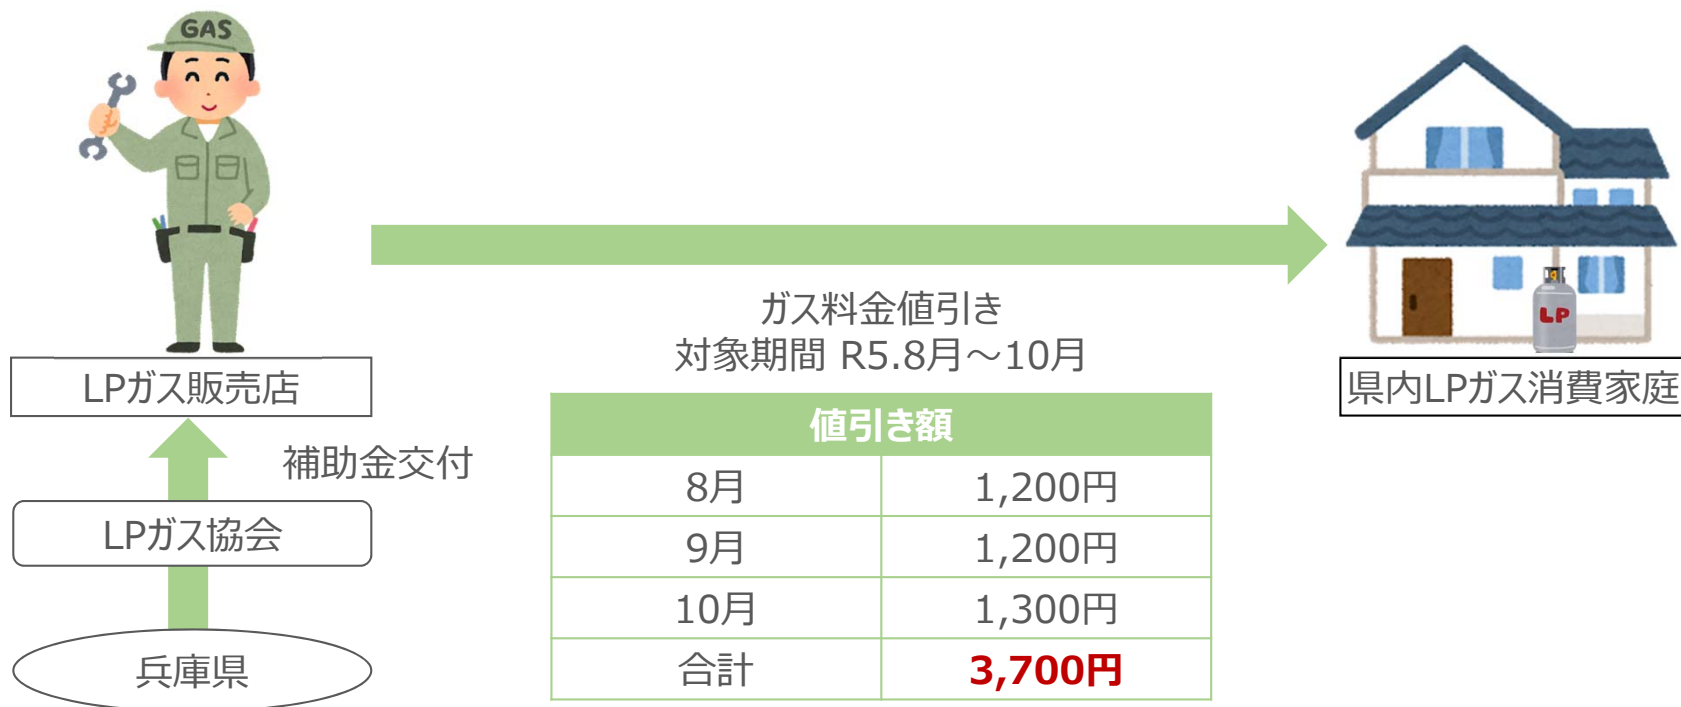 GAS
LPガス販売店
補助金交付
LPガス協会
兵庫県
ガス料金値引き
対象期間 R5.8月～10月
値引き額
8月 1,200円
9月 1,200円
10月 1,300円
合計 3,700円
LP
県内LPガス消費家庭